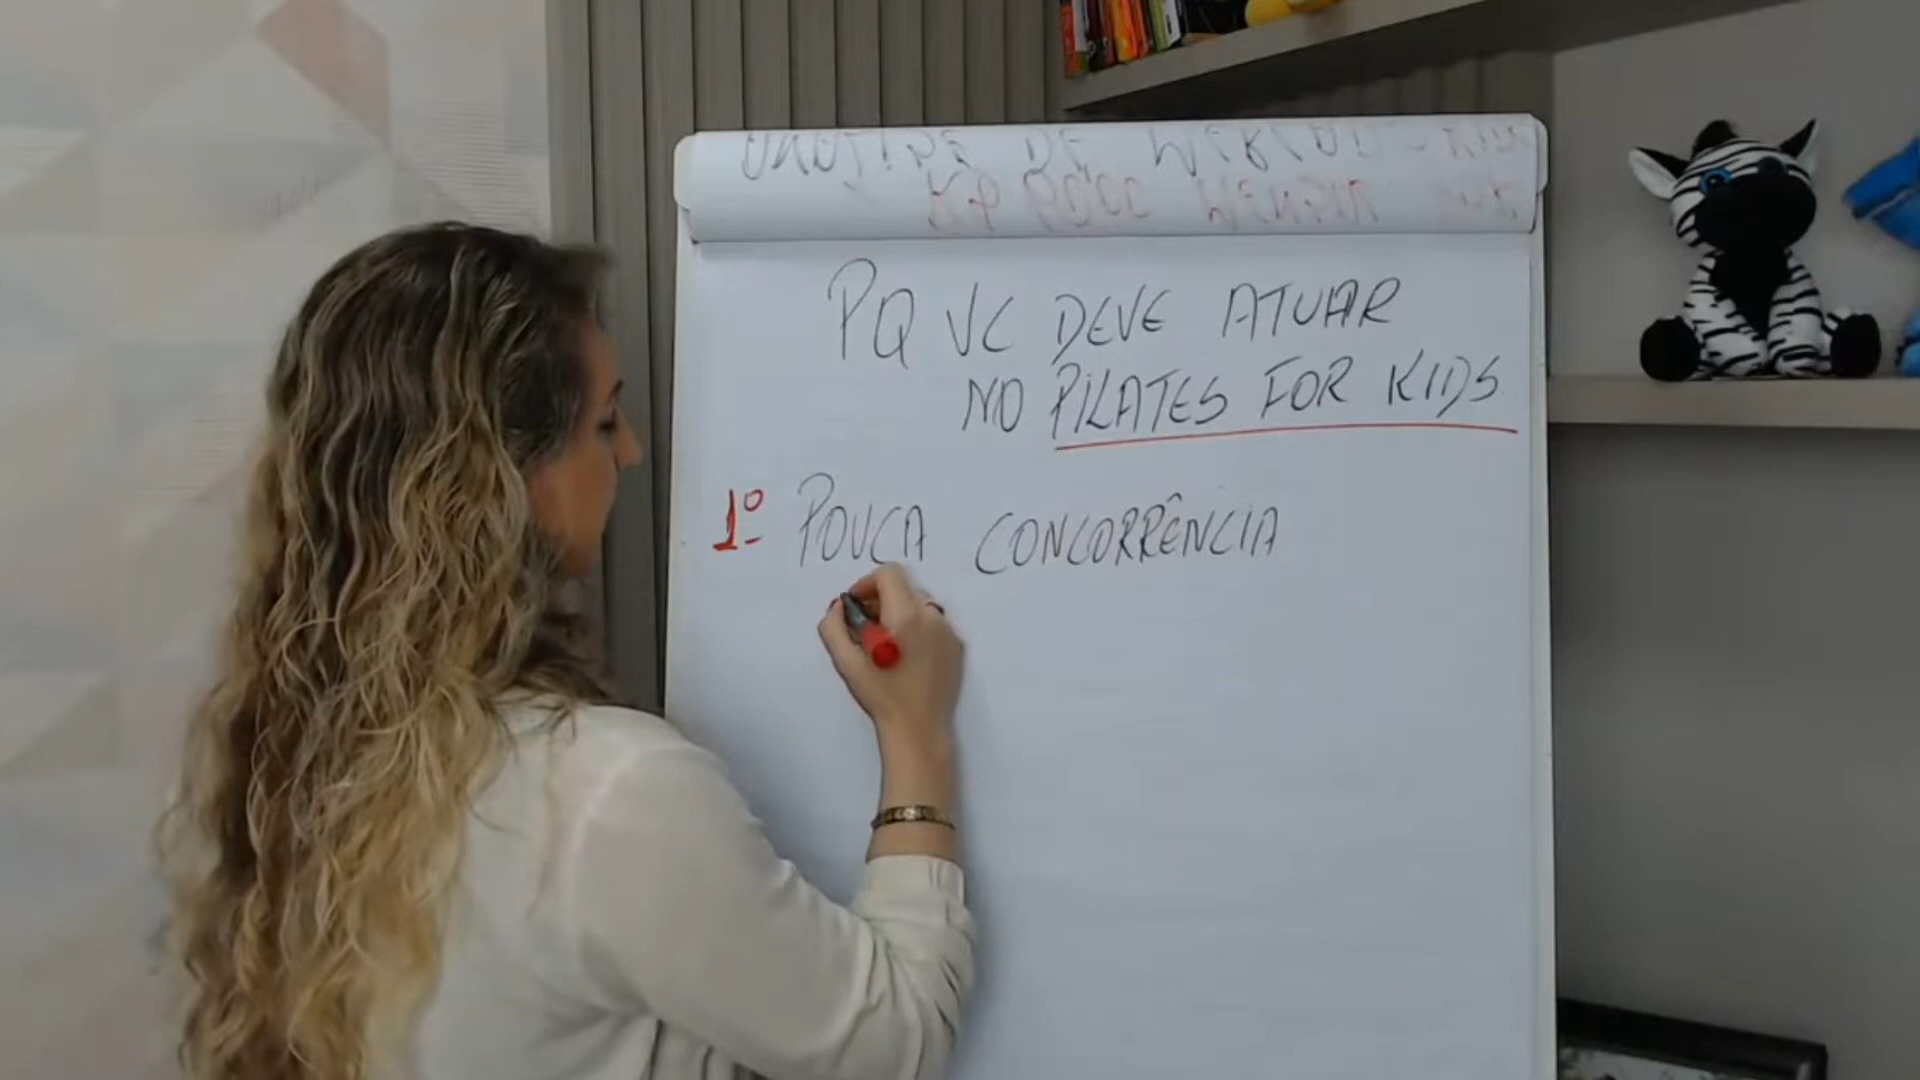 PQ VC DEVE ATUAR
NO PILATES FOR KIDS
1º POUCA CONCORRÊNCIA